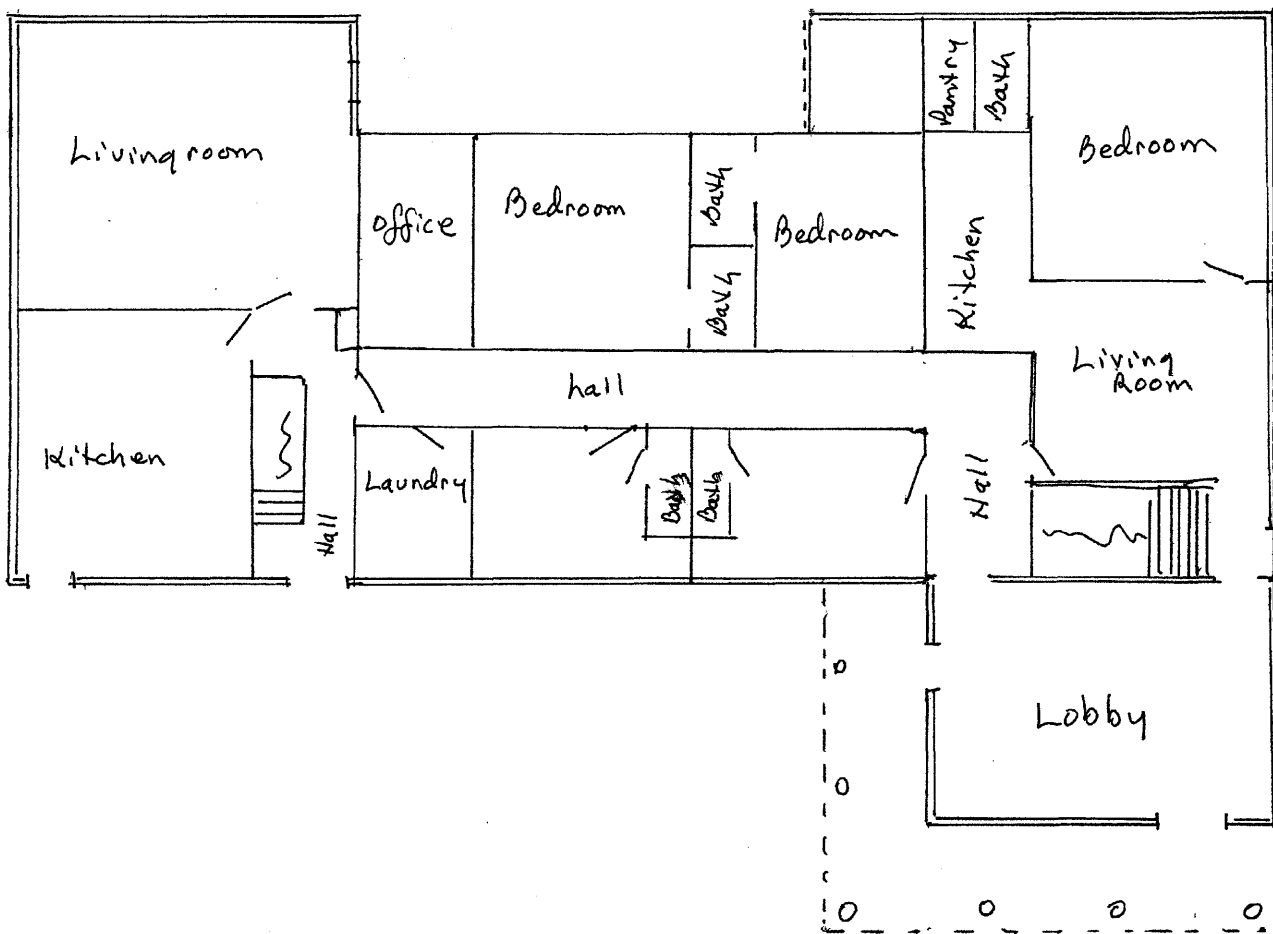 Livingroom
office
Bedroom
Bath
Bath
Bedroom
Pantry
Bath
Bedroom
Kitchen
Living
Room
hall
Kitchen
Hall
Laundry
Bath
Bath
Hall
Lobby